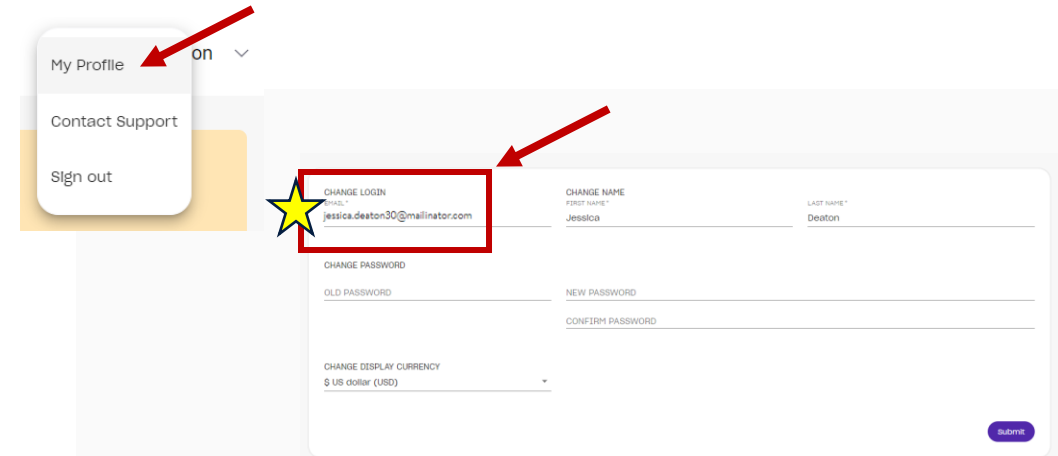 on
My Profile
Contact Support
Sign out
CHANGE LOGIN
EMAIL*
jessica.deaton30@mailinator.com
CHANGE NAME
FIRST NAME*
Jessica
LAST NAME*
Deaton
CHANGE PASSWORD
OLD PASSWORD
NEW PASSWORD
CONFIRM PASSWORD
CHANGE DISPLAY CURRENCY
$ US dollar (USD)
Submit